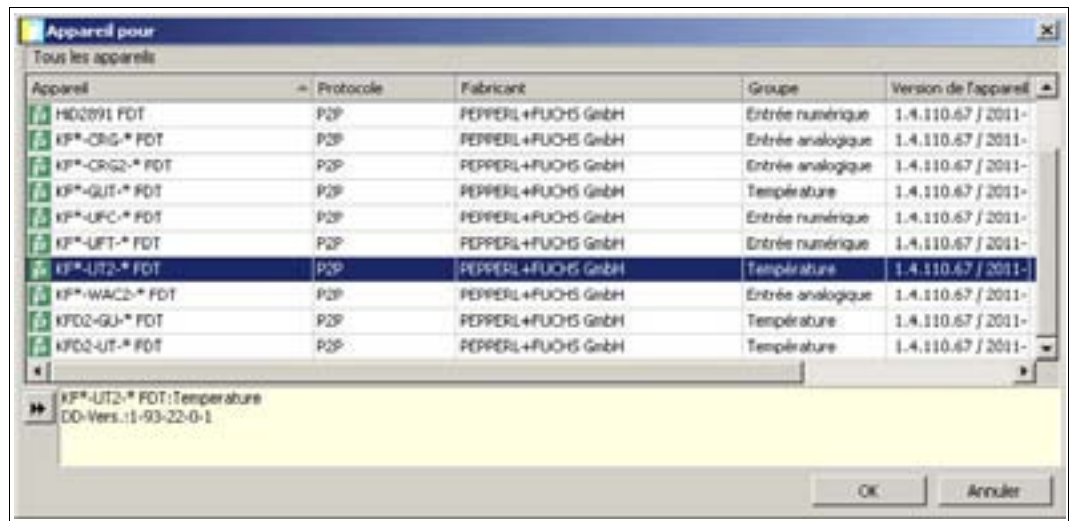 Appareil pour
Tous les appareils
Appareil Protocole Fabricant Groupe Version de l'appareil
HID2891 FDT P2P PEPPERL+FUCHS GmbH Entrée numérique 1.4.110.67 / 2011-
KF*-CRG-* FDT P2P PEPPERL+FUCHS GmbH Entrée analogique 1.4.110.67 / 2011-
KF*-CRG2-* FDT P2P PEPPERL+FUCHS GmbH Entrée analogique 1.4.110.67 / 2011-
KF*-GUT-* FDT P2P PEPPERL+FUCHS GmbH Température 1.4.110.67 / 2011-
KF*-UFC-* FDT P2P PEPPERL+FUCHS GmbH Entrée numérique 1.4.110.67 / 2011-
KF*-UFT-* FDT P2P PEPPERL+FUCHS GmbH Entrée numérique 1.4.110.67 / 2011-
KF*-UT2-* FDT P2P PEPPERL+FUCHS GmbH Température 1.4.110.67 / 2011-
KF*-WAC2-* FDT P2P PEPPERL+FUCHS GmbH Entrée analogique 1.4.110.67 / 2011-
KFD2-GU-* FDT P2P PEPPERL+FUCHS GmbH Température 1.4.110.67 / 2011-
KFD2-UT-* FDT P2P PEPPERL+FUCHS GmbH Température 1.4.110.67 / 2011-
KF*-UT2-* FDT:Temperature
DD-Vers.:1-93-22-0-1
OK Annuler